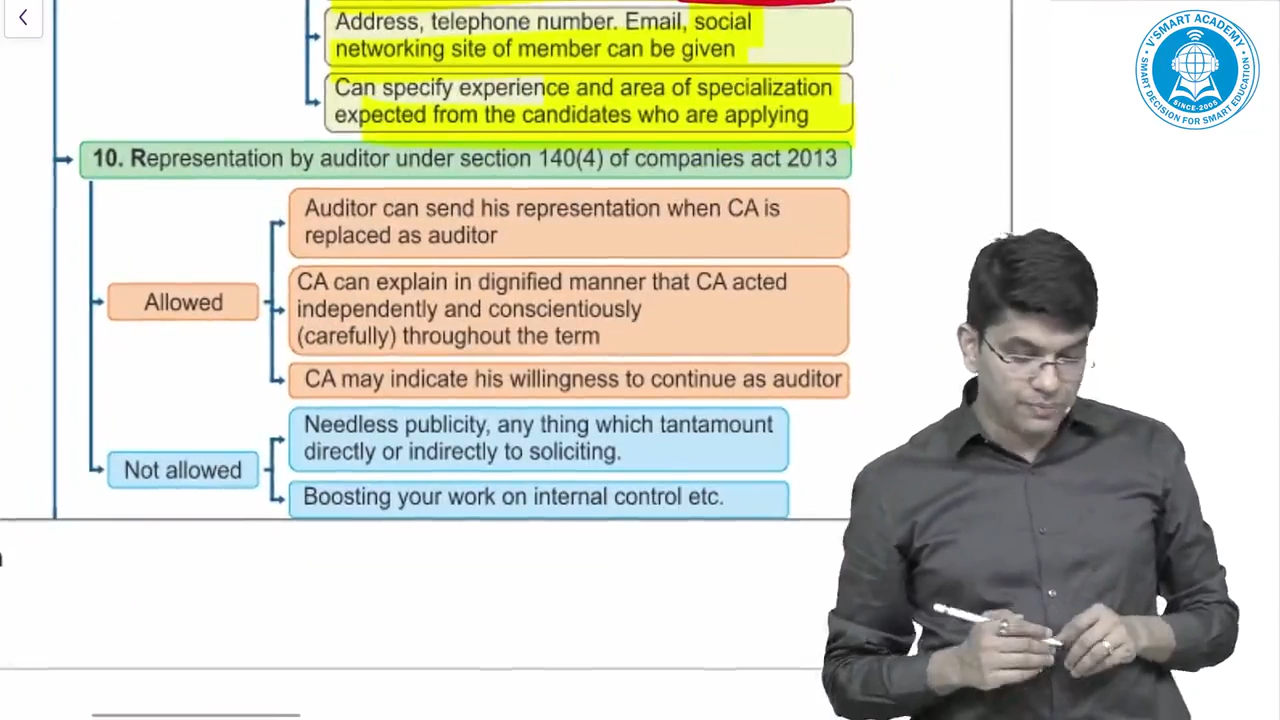 Address, telephone number. Email, social
networking site of member can be given
Can specify experience and area of specialization
expected from the candidates who are applying
10. Representation by auditor under section 140(4) of companies act 2013
Auditor can send his representation when CA is
replaced as auditor
Allowed
CA can explain in dignified manner that CA acted
independently and conscientiously
(carefully) throughout the term
CA may indicate his willingness to continue as auditor
Not allowed
Needless publicity, any thing which tantamount
directly or indirectly to soliciting.
Boosting your work on internal control etc.
V'SMART ACADEMY
SINCE-2005
SMART DECISION FOR SMART EDUCATION